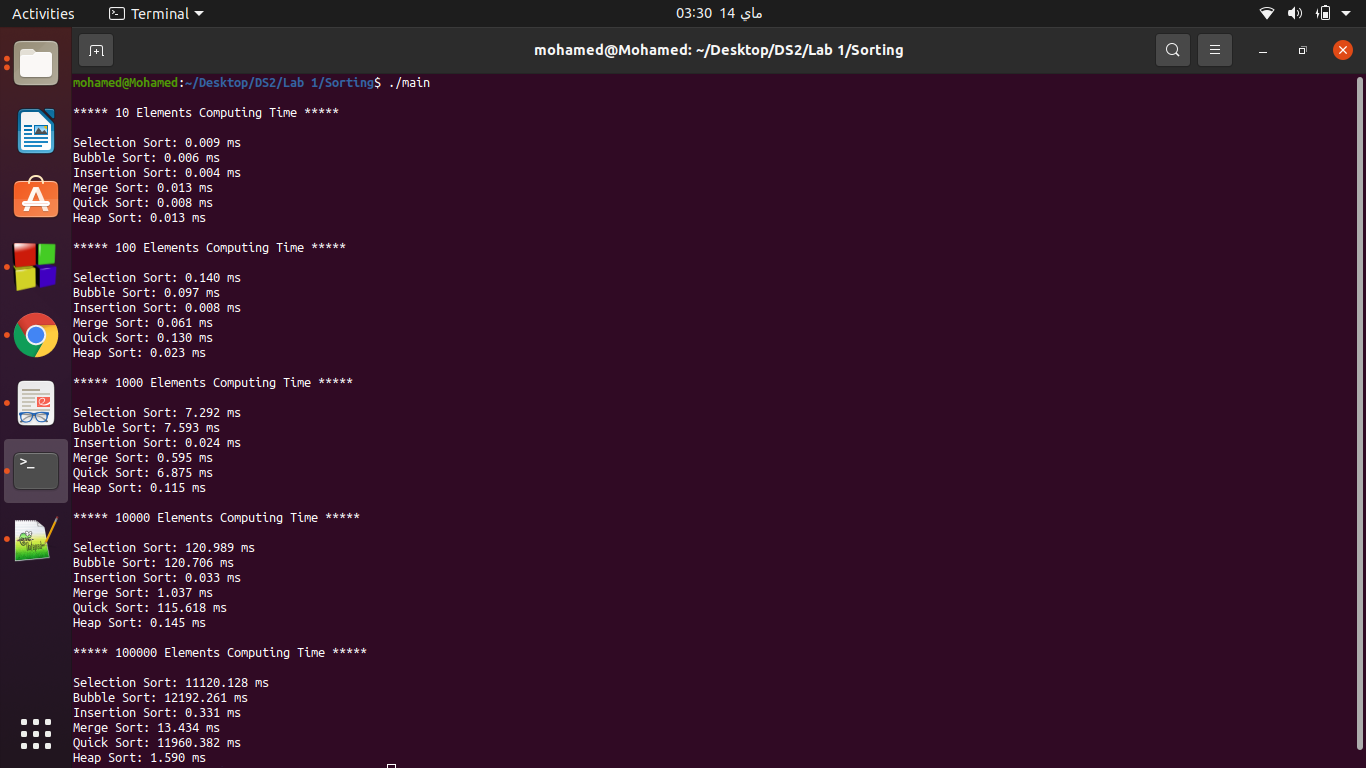 Activities
Terminal
03:30 14 ماي
mohamed@Mohamed: ~/Desktop/DS2/Lab 1/Sorting
mohamed@Mohamed:~/Desktop/DS2/Lab 1/Sorting$ ./main
***** 10 Elements Computing Time *****
Selection Sort: 0.009 ms
Bubble Sort: 0.006 ms
Insertion Sort: 0.004 ms
Merge Sort: 0.013 ms
Quick Sort: 0.008 ms
Heap Sort: 0.013 ms
***** 100 Elements Computing Time *****
Selection Sort: 0.140 ms
Bubble Sort: 0.097 ms
Insertion Sort: 0.008 ms
Merge Sort: 0.061 ms
Quick Sort: 0.130 ms
Heap Sort: 0.023 ms
***** 1000 Elements Computing Time *****
Selection Sort: 7.292 ms
Bubble Sort: 7.593 ms
Insertion Sort: 0.024 ms
Merge Sort: 0.595 ms
Quick Sort: 6.875 ms
Heap Sort: 0.115 ms
***** 10000 Elements Computing Time *****
Selection Sort: 120.989 ms
Bubble Sort: 120.706 ms
Insertion Sort: 0.033 ms
Merge Sort: 1.037 ms
Quick Sort: 115.618 ms
Heap Sort: 0.145 ms
***** 100000 Elements Computing Time *****
Selection Sort: 11120.128 ms
Bubble Sort: 12192.261 ms
Insertion Sort: 0.331 ms
Merge Sort: 13.434 ms
Quick Sort: 11960.382 ms
Heap Sort: 1.590 ms